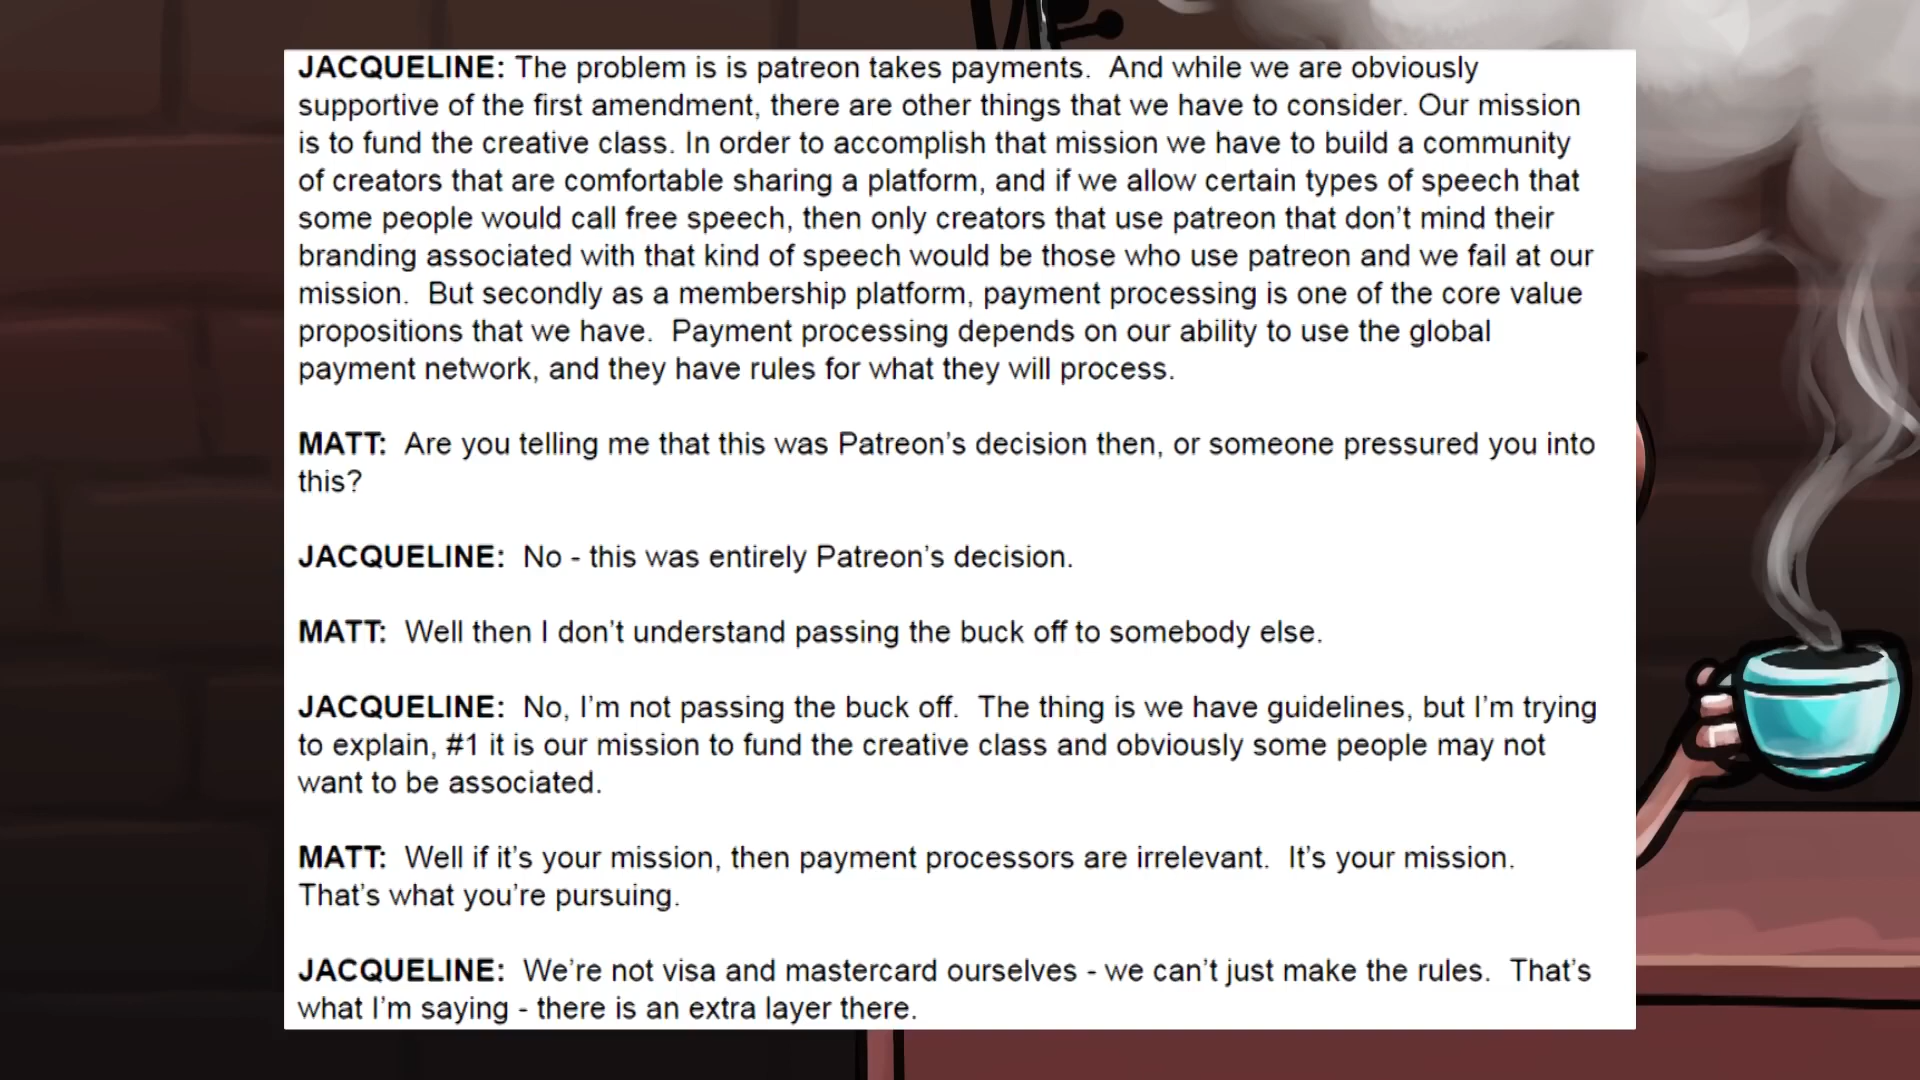 JACQUELINE: The problem is is patreon takes payments. And while we are obviously
supportive of the first amendment, there are other things that we have to consider. Our mission
is to fund the creative class. In order to accomplish that mission we have to build a community
of creators that are comfortable sharing a platform, and if we allow certain types of speech that
some people would call free speech, then only creators that use patreon that don't mind their
branding associated with that kind of speech would be those who use patreon and we fail at our
mission. But secondly as a membership platform, payment processing is one of the core value
propositions that we have. Payment processing depends on our ability to use the global
payment network, and they have rules for what they will process.
MATT: Are you telling me that this was Patreon's decision then, or someone pressured you into
this?
JACQUELINE: No - this was entirely Patreon's decision.
MATT: Well then I don't understand passing the buck off to somebody else.
JACQUELINE: No, I'm not passing the buck off. The thing is we have guidelines, but I'm trying
to explain, #1 it is our mission to fund the creative class and obviously some people may not
want to be associated.
MATT: Well if it's your mission, then payment processors are irrelevant. It's your mission.
That's what you're pursuing.
JACQUELINE: We're not visa and mastercard ourselves - we can't just make the rules. That's
what I'm saying - there is an extra layer there.